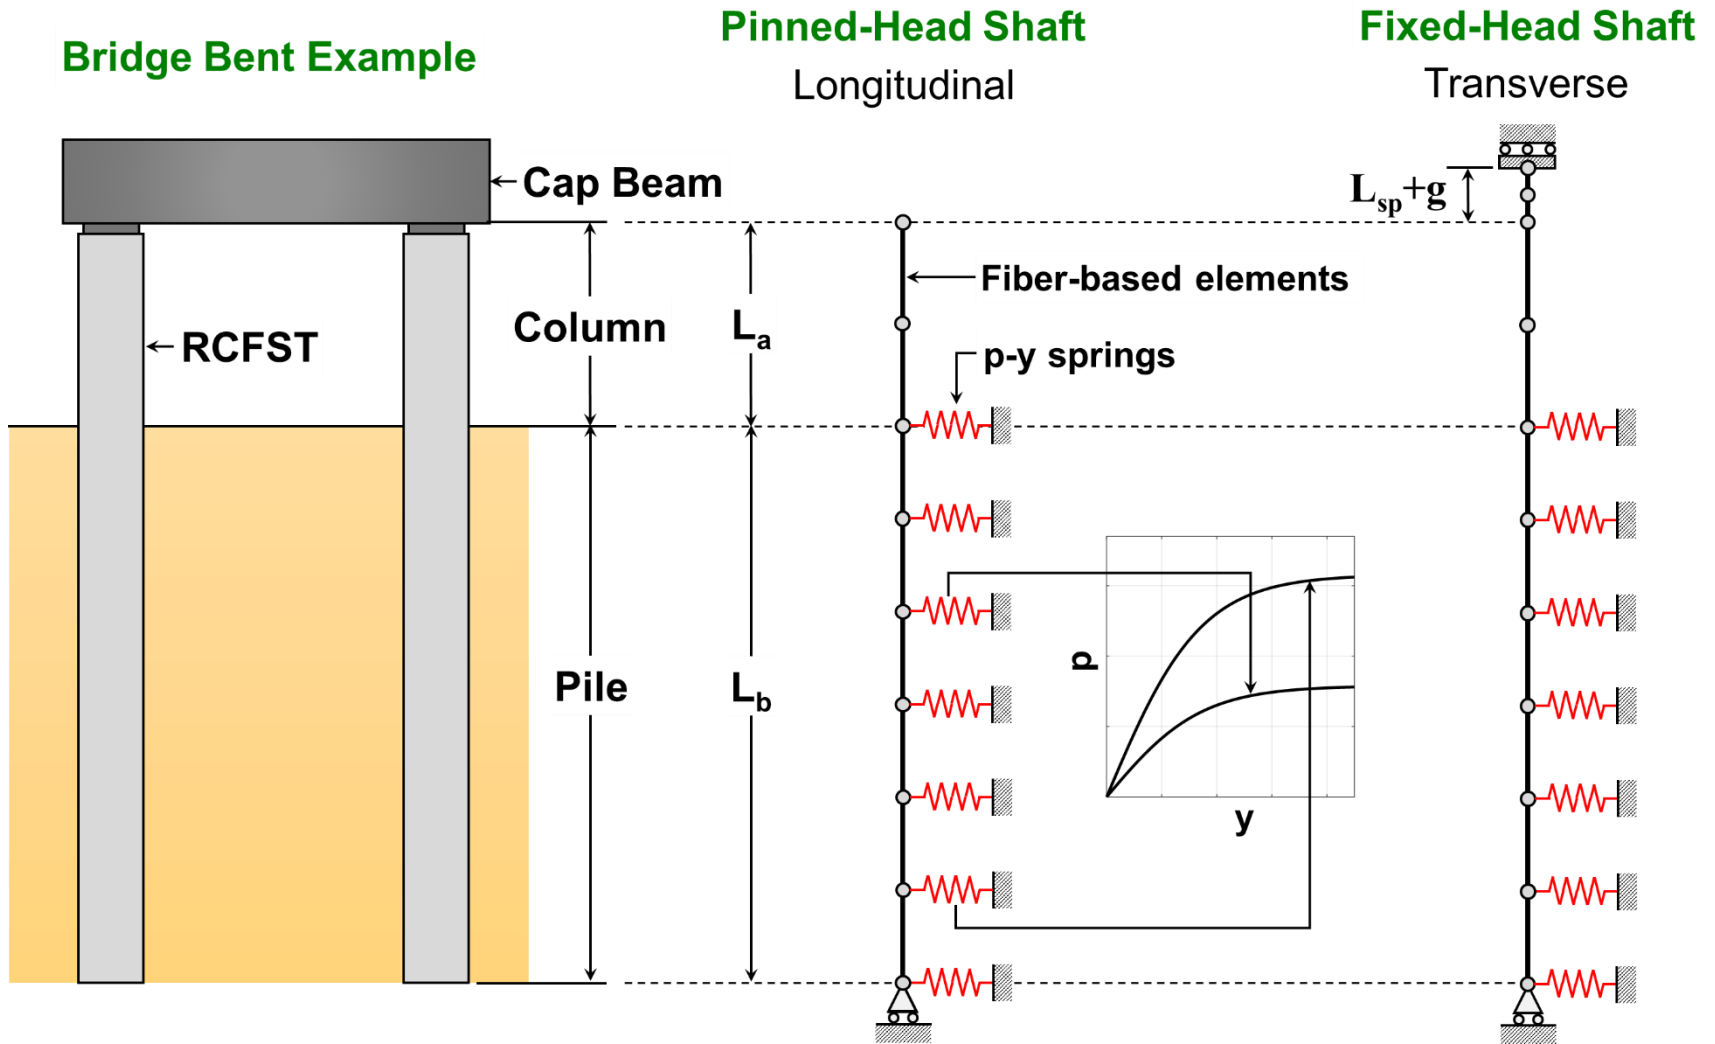 Bridge Bent Example
Pinned-Head Shaft
Longitudinal
Fixed-Head Shaft
Transverse
Cap Beam
Lsp+g
Fiber-based elements
Column
La
RCFST
p-y springs
p
Pile
Lb
y